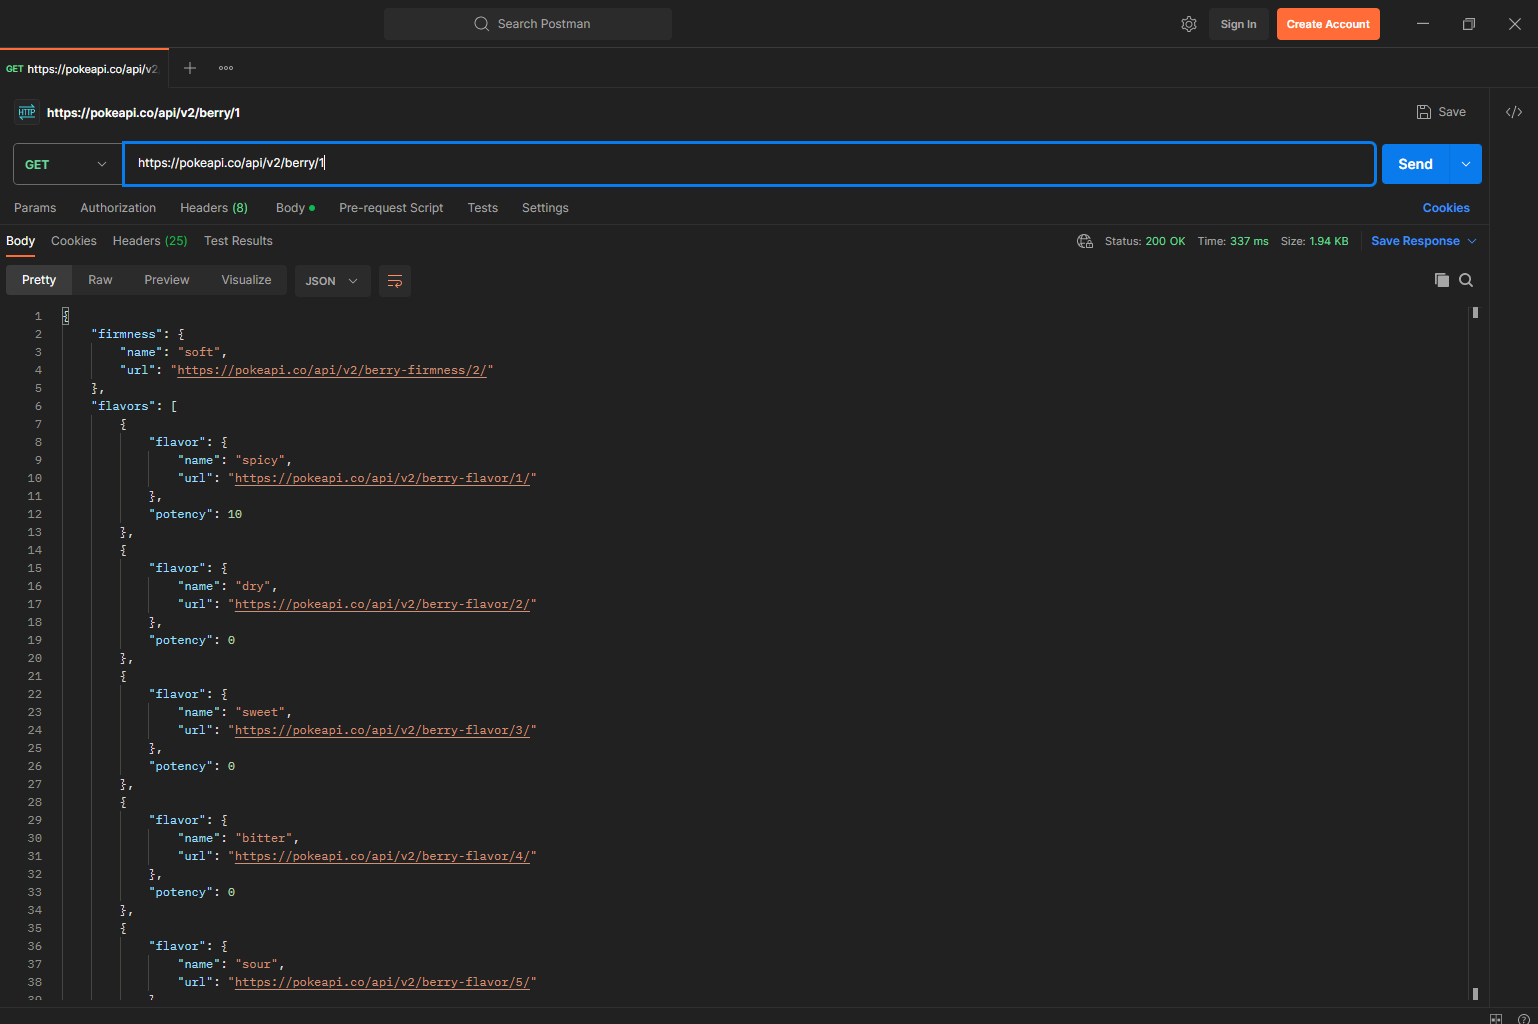 Search Postman
Sign In
Create Account
GET https://pokeapi.co/api/v2
HTTP https://pokeapi.co/api/v2/berry/1
Save
GET
https://pokeapi.co/api/v2/berry/1
Send
Params Authorization Headers (8) Body Pre-request Script Tests Settings Cookies
Body Cookies Headers (25) Test Results Status: 200 OK Time: 337 ms Size: 1.94 KB Save Response
Pretty Raw Preview Visualize JSON
1 {
2 "firmness": {
3 "name": "soft",
4 "url": "https://pokeapi.co/api/v2/berry-firmness/2/"
5 },
6 "flavors": [
7 {
8 "flavor": {
9 "name": "spicy",
10 "url": "https://pokeapi.co/api/v2/berry-flavor/1/"
11 },
12 "potency": 10
13 },
14 {
15 "flavor": {
16 "name": "dry",
17 "url": "https://pokeapi.co/api/v2/berry-flavor/2/"
18 },
19 "potency": 0
20 },
21 {
22 "flavor": {
23 "name": "sweet",
24 "url": "https://pokeapi.co/api/v2/berry-flavor/3/"
25 },
26 "potency": 0
27 },
28 {
29 "flavor": {
30 "name": "bitter",
31 "url": "https://pokeapi.co/api/v2/berry-flavor/4/"
32 },
33 "potency": 0
34 },
35 {
36 "flavor": {
37 "name": "sour",
38 "url": "https://pokeapi.co/api/v2/berry-flavor/5/"